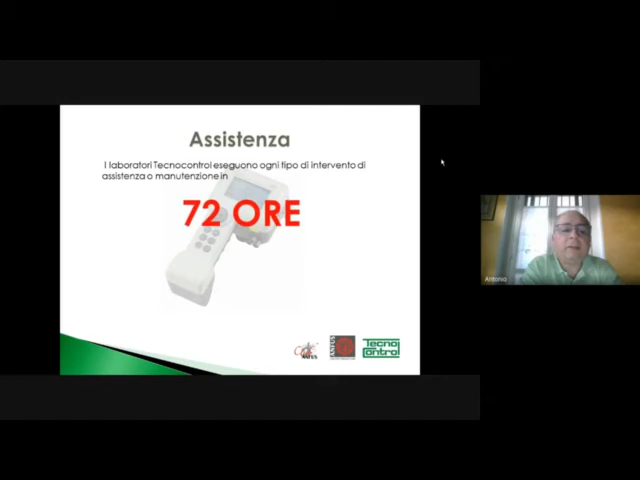 Assistenza
I laboratori Tecnocontrol eseguono ogni tipo di intervento di
assistenza o manutenzione in
72 ORE
Tecno
Control
Antonio